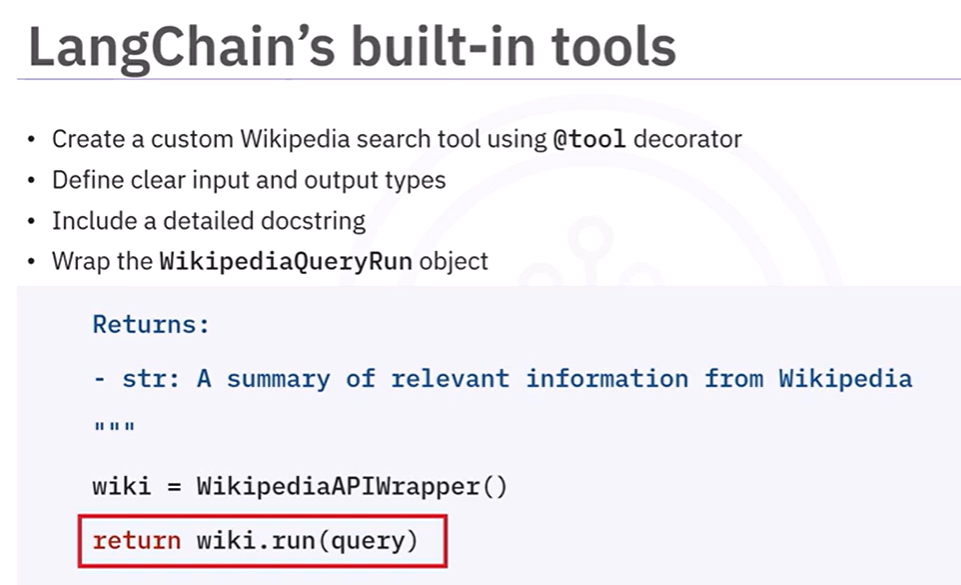 LangChain’s built-in tools
• Create a custom Wikipedia search tool using @tool decorator
• Define clear input and output types
• Include a detailed docstring
• Wrap the WikipediaQueryRun object
Returns:
- str: A summary of relevant information from Wikipedia
"""
wiki = WikipediaAPIWrapper()
return wiki.run(query)